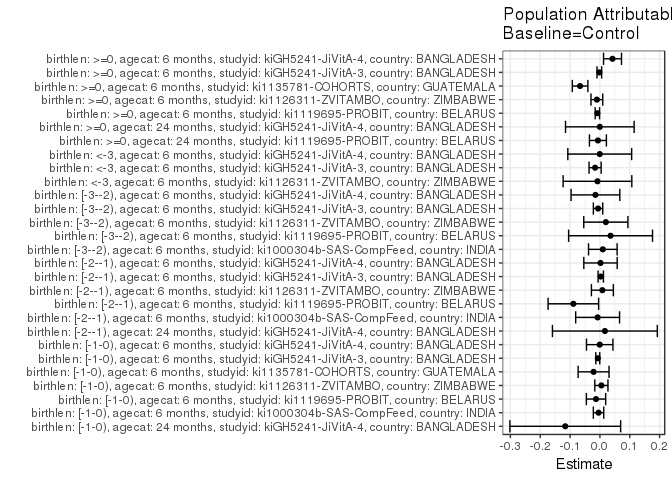 Population Attributabl
Baseline=Control
birthlen: >=0, agecat: 6 months, studyid: kiGH5241-JiVitA-4, country: BANGLADESH
birthlen: >=0, agecat: 6 months, studyid: kiGH5241-JiVitA-3, country: BANGLADESH
birthlen: >=0, agecat: 6 months, studyid: ki1135781-COHORTS, country: GUATEMALA
birthlen: >=0, agecat: 6 months, studyid: ki1126311-ZVITAMBO, country: ZIMBABWE
birthlen: >=0, agecat: 6 months, studyid: ki1119695-PROBIT, country: BELARUS
birthlen: >=0, agecat: 24 months, studyid: kiGH5241-JiVitA-4, country: BANGLADESH
birthlen: >=0, agecat: 24 months, studyid: ki1119695-PROBIT, country: BELARUS
birthlen: <-3, agecat: 6 months, studyid: kiGH5241-JiVitA-4, country: BANGLADESH
birthlen: <-3, agecat: 6 months, studyid: kiGH5241-JiVitA-3, country: BANGLADESH
birthlen: <-3, agecat: 6 months, studyid: ki1126311-ZVITAMBO, country: ZIMBABWE
birthlen: [-3--2), agecat: 6 months, studyid: kiGH5241-JiVitA-4, country: BANGLADESH
birthlen: [-3--2), agecat: 6 months, studyid: kiGH5241-JiVitA-3, country: BANGLADESH
birthlen: [-3--2), agecat: 6 months, studyid: ki1126311-ZVITAMBO, country: ZIMBABWE
birthlen: [-3--2), agecat: 6 months, studyid: ki1119695-PROBIT, country: BELARUS
birthlen: [-3--2), agecat: 6 months, studyid: ki1000304b-SAS-CompFeed, country: INDIA
birthlen: [-2--1), agecat: 6 months, studyid: kiGH5241-JiVitA-4, country: BANGLADESH
birthlen: [-2--1), agecat: 6 months, studyid: kiGH5241-JiVitA-3, country: BANGLADESH
birthlen: [-2--1), agecat: 6 months, studyid: ki1126311-ZVITAMBO, country: ZIMBABWE
birthlen: [-2--1), agecat: 6 months, studyid: ki1119695-PROBIT, country: BELARUS
birthlen: [-2--1), agecat: 6 months, studyid: ki1000304b-SAS-CompFeed, country: INDIA
birthlen: [-2--1), agecat: 24 months, studyid: kiGH5241-JiVitA-4, country: BANGLADESH
birthlen: [-1-0), agecat: 6 months, studyid: kiGH5241-JiVitA-4, country: BANGLADESH
birthlen: [-1-0), agecat: 6 months, studyid: kiGH5241-JiVitA-3, country: BANGLADESH
birthlen: [-1-0), agecat: 6 months, studyid: ki1135781-COHORTS, country: GUATEMALA
birthlen: [-1-0), agecat: 6 months, studyid: ki1126311-ZVITAMBO, country: ZIMBABWE
birthlen: [-1-0), agecat: 6 months, studyid: ki1119695-PROBIT, country: BELARUS
birthlen: [-1-0), agecat: 6 months, studyid: ki1000304b-SAS-CompFeed, country: INDIA
birthlen: [-1-0), agecat: 24 months, studyid: kiGH5241-JiVitA-4, country: BANGLADESH
-0.3 -0.2 -0.1 0.0 0.1 0.2
Estimate